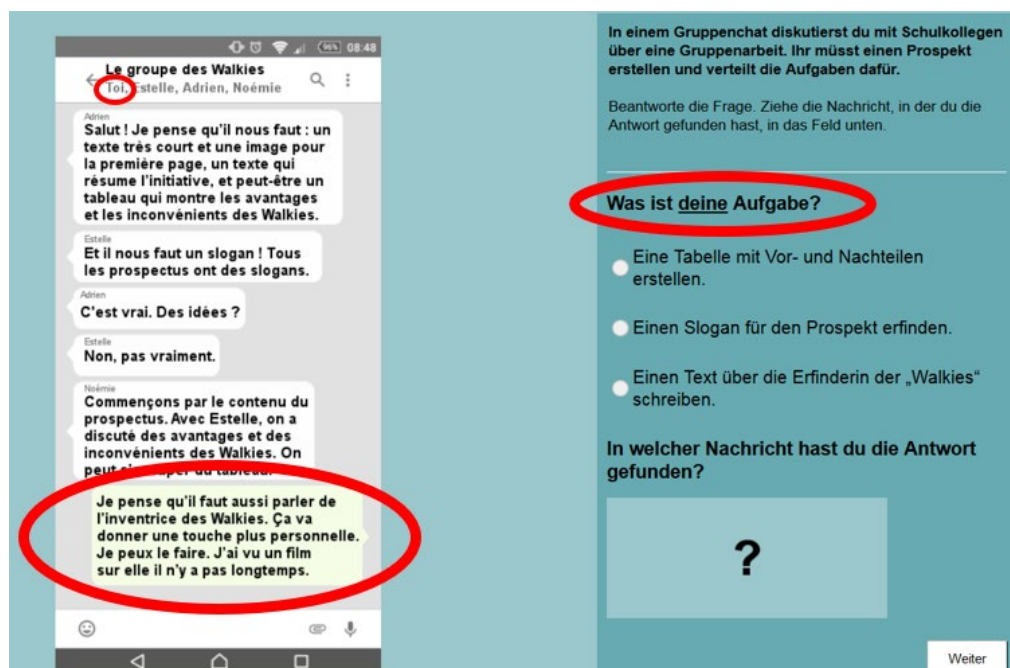 96% 08:48
Le groupe des Walkies
Toi, Estelle, Adrien, Noémie
Adrien
Salut ! Je pense qu'il nous faut : un
texte très court et une image pour
la première page, un texte qui
résume l'initiative, et peut-être un
tableau qui montre les avantages
et les inconvénients des Walkies.
Estelle
Et il nous faut un slogan ! Tous
les prospectus ont des slogans.
Adrien
C'est vrai. Des idées ?
Estelle
Non, pas vraiment.
Noémie
Commençons par le contenu du
prospectus. Avec Estelle, on a
discuté des avantages et des
inconvénients des Walkies. On
peut s'occuper du tableau.
Je pense qu'il faut aussi parler de
l'inventrice des Walkies. Ça va
donner une touche plus personnelle.
Je peux le faire. J'ai vu un film
sur elle il n'y a pas longtemps.
In einem Gruppenchat diskutierst du mit Schulkollegen
über eine Gruppenarbeit. Ihr müsst einen Prospekt
erstellen und verteilt die Aufgaben dafür.
Beantworte die Frage. Ziehe die Nachricht, in der du die
Antwort gefunden hast, in das Feld unten.
Was ist deine Aufgabe?
Eine Tabelle mit Vor- und Nachteilen
erstellen.
Einen Slogan für den Prospekt erfinden.
Einen Text über die Erfinderin der „Walkies“
schreiben.
In welcher Nachricht hast du die Antwort
gefunden?
?
Weiter